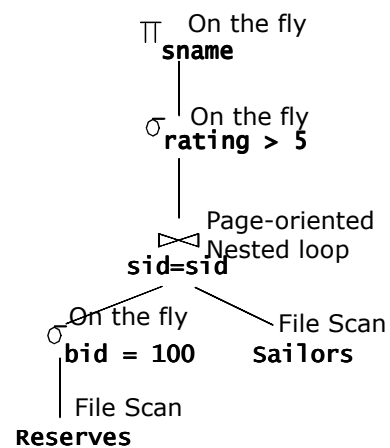 π On the fly
sname
σ On the fly
rating > 5
⋈ Page-oriented
Nested loop
sid=sid
σ On the fly
bid = 100
File Scan
Sailors
File Scan
Reserves